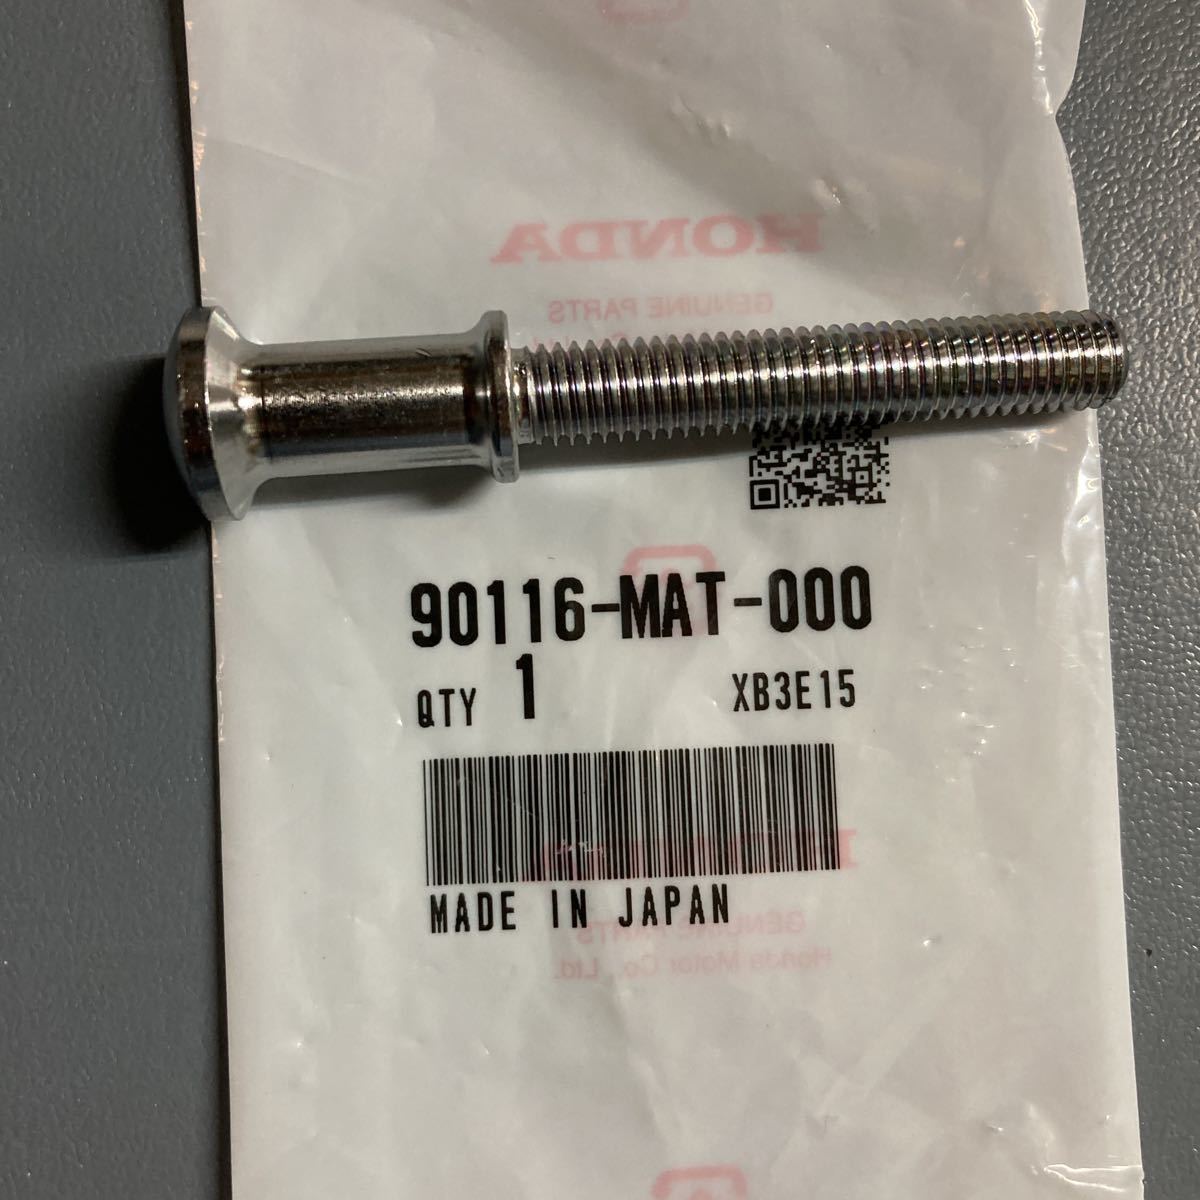 HONDA
GENUINE PARTS
90116-MAT-000
QTY 1 XB3E15
MADE IN JAPAN
GENUINE PARTS
Honda Motor Co., Ltd.